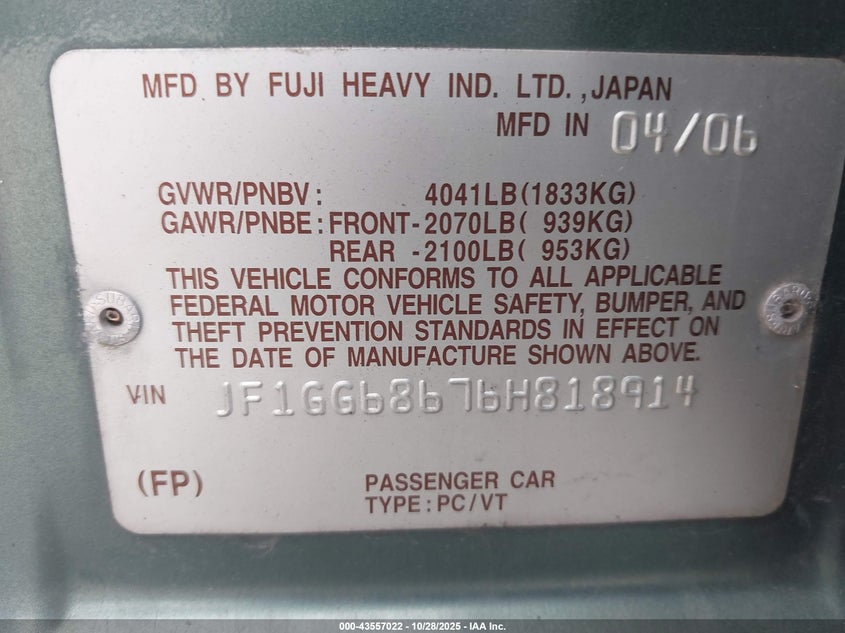 MFD BY FUJI HEAVY IND. LTD.,JAPAN
MFD IN 04/06
GVWR/PNBV: 4041LB(1833KG)
GAWR/PNBE:FRONT-2070LB( 939KG)
REAR -2100LB( 953KG)
THIS VEHICLE CONFORMS TO ALL APPLICABLE
FEDERAL MOTOR VEHICLE SAFETY, BUMPER, AND
THEFT PREVENTION STANDARDS IN EFFECT ON
THE DATE OF MANUFACTURE SHOWN ABOVE.
VIN JF1GG68676H818914
(FP) PASSENGER CAR
TYPE:PC/VT
000-43557022 - 10/28/2025 - IAA Inc.